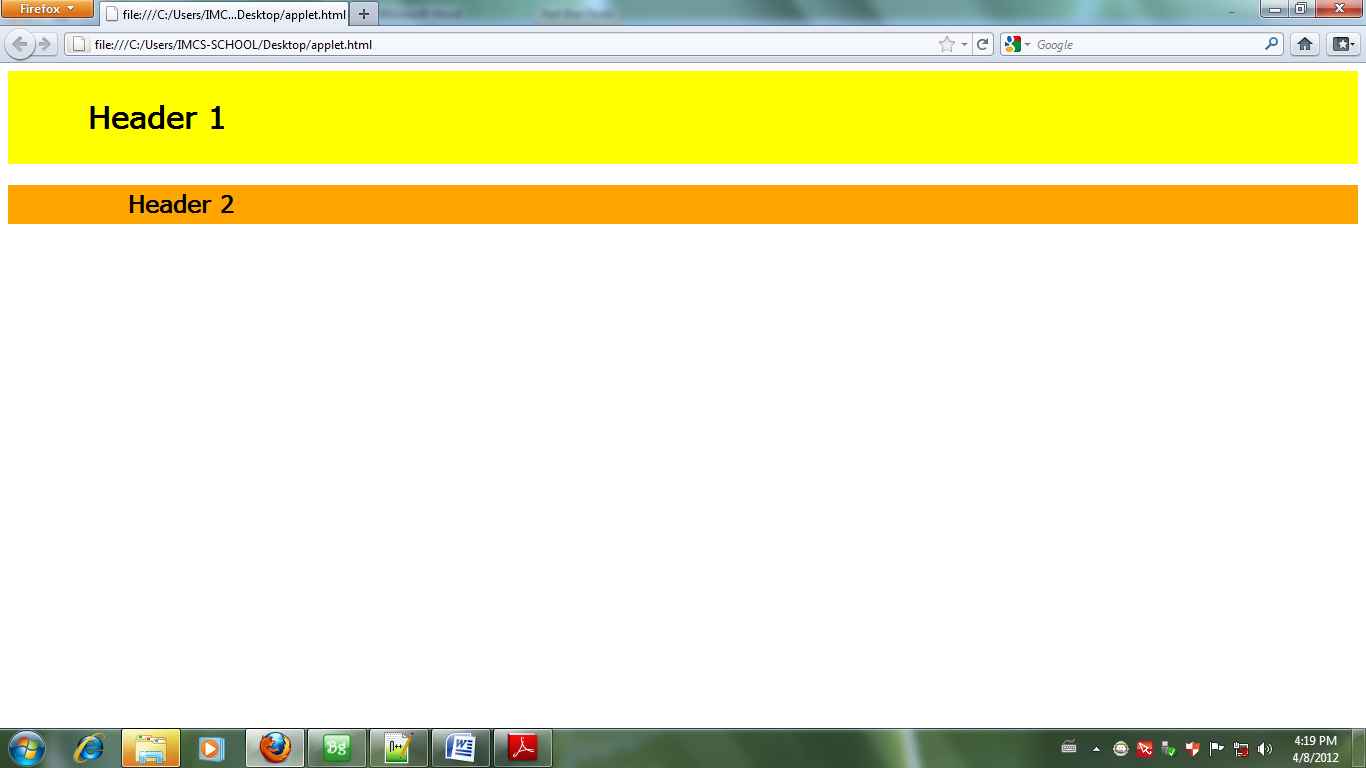 Firefox
file:///C:/Users/IMC...Desktop/applet.html
file:///C:/Users/IMCS-SCHOOL/Desktop/applet.html
Google
Header 1
Header 2
Bg
n++
W
4:19 PM
4/8/2012